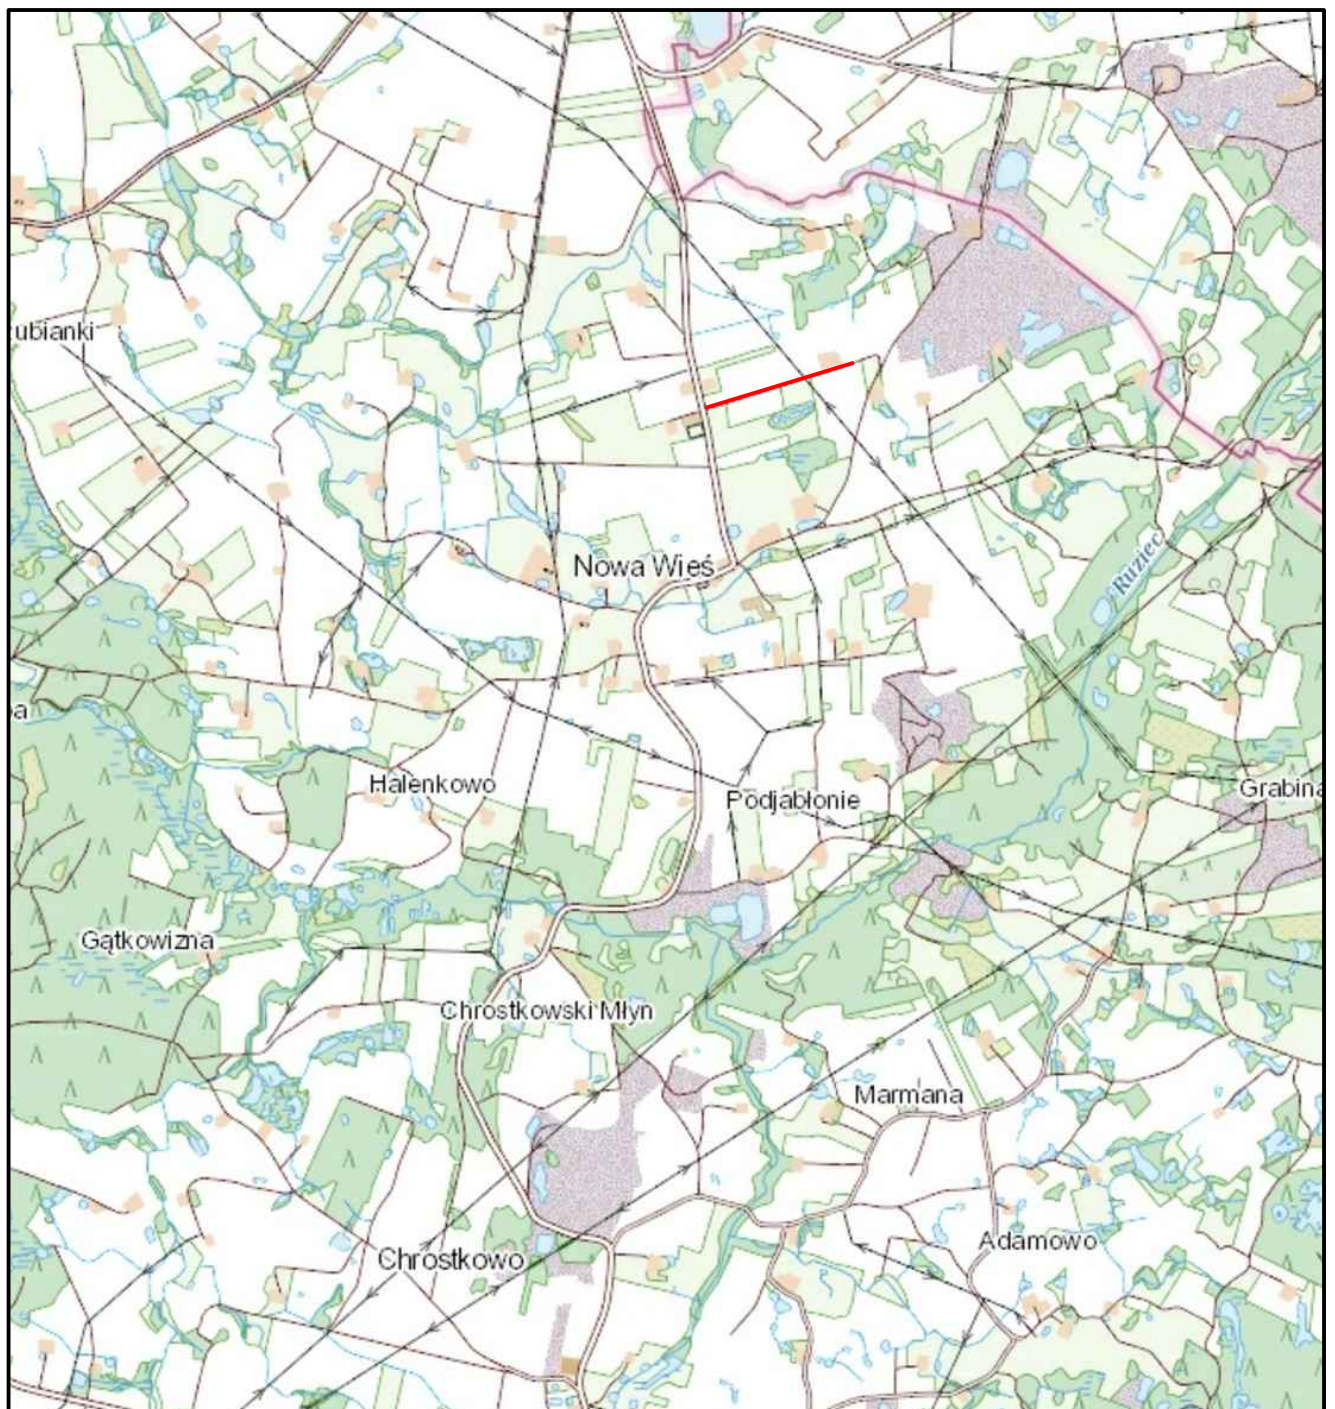 ubianki
Nowa Wieś
Ruziec
a
Halenkowo
Podjabłonie
Grabina
Gątkowizna
Chrostkowski Młyn
Marmana
Adamowo
Chrostkowo